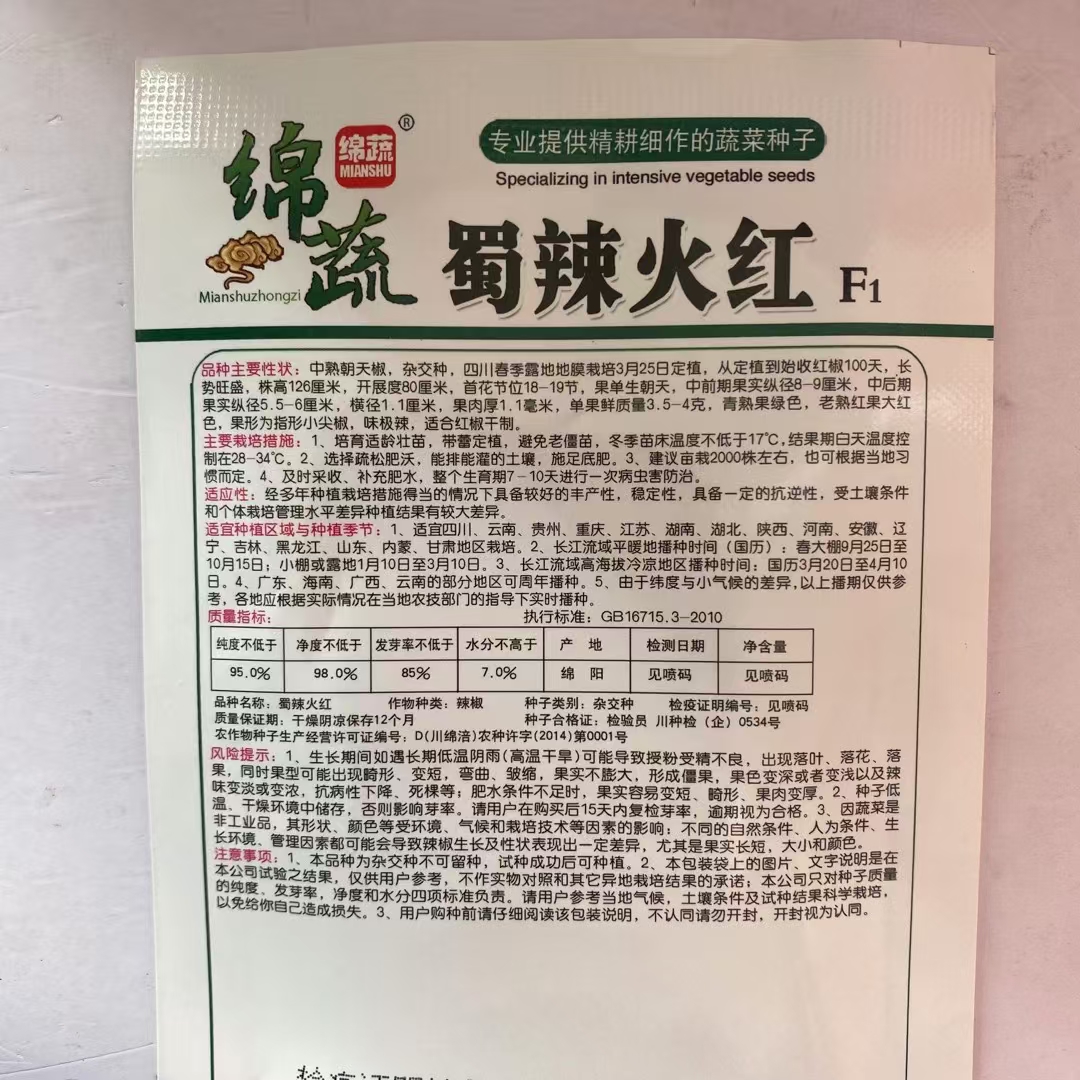 绵蔬
绵蔬
MIANSHU
®
Mianshuzhongzi
专业提供精耕细作的蔬菜种子
Specializing in intensive vegetable seeds
蜀辣火红 F1
品种主要性状：中熟朝天椒，杂交种，四川春季露地地膜栽培3月25日定植，从定植到始收红椒100天，长
势旺盛，株高126厘米，开展度80厘米，首花节位18-19节，果单生朝天，中前期果实纵径8-9厘米，中后期
果实纵径5.5-6厘米，横径1.1厘米，果肉厚1.1毫米，单果鲜质量3.5-4克，青熟果绿色，老熟红果大红
色，果形为指形小尖椒，味极辣，适合红椒干制。
主要栽培措施：1、培育适龄壮苗，带蕾定植，避免老僵苗，冬季苗床温度不低于17℃，结果期白天温度控
制在28-34℃。2、选择疏松肥沃，能排能灌的土壤，施足底肥。3、建议亩栽2000株左右，也可根据当地习
惯而定。4、及时采收、补充肥水，整个生育期7-10天进行一次病虫害防治。
适应性：经多年种植栽培措施得当的情况下具备较好的丰产性，稳定性，具备一定的抗逆性，受土壤条件
和个体栽培管理水平差异种植结果有较大差异。
适宜种植区域与种植季节：1、适宜四川、云南、贵州、重庆、江苏、湖南、湖北、陕西、河南、安徽、辽
宁、吉林、黑龙江、山东、内蒙、甘肃地区栽培。2、长江流域平暖地播种时间（国历）：春大棚9月25日至
10月15日；小棚或露地1月10日至3月10日。3、长江流域高海拔冷凉地区播种时间：国历3月20日至4月10
日。4、广东、海南、广西、云南的部分地区可周年播种。5、由于纬度与小气候的差异，以上播期仅供参
考，各地应根据实际情况在当地农技部门的指导下实时播种。
质量指标： 执行标准：GB16715.3-2010
纯度不低于 净度不低于 发芽率不低于 水分不高于 产 地 检测日期 净含量
95.0% 98.0% 85% 7.0% 绵 阳 见喷码 见喷码
品种名称：蜀辣火红 作物种类：辣椒 种子类别：杂交种 检疫证明编号：见喷码
质量保证期：干燥阴凉保存12个月 种子合格证：检验员 川种检（企）0534号
农作物种子生产经营许可证编号：D(川绵涪)农种许字(2014)第0001号
风险提示：1、生长期间如遇长期低温阴雨(高温干旱)可能导致授粉受精不良，出现落叶、落花、落
果，同时果型可能出现畸形、变短，弯曲、皱缩，果实不膨大，形成僵果，果色变深或者变浅以及辣
味变淡或变浓，抗病性下降、死棵等；肥水条件不足时，果实容易变短、畸形、果肉变厚。2、种子低
温、干燥环境中储存，否则影响芽率。请用户在购买后15天内复检芽率，逾期视为合格。3、因蔬菜是
非工业品，其形状、颜色等受环境、气候和栽培技术等因素的影响；不同的自然条件、人为条件、生
长环境、管理因素都可能会导致辣椒生长及性状表现出一定差异，尤其是果实长短，大小和颜色。
注意事项：1、本品种为杂交种不可留种，试种成功后可种植。2、本包装袋上的图片、文字说明是在
本公司试验之结果，仅供用户参考，不作实物对照和其它异地栽培结果的承诺；本公司只对种子质量
的纯度、发芽率，净度和水分四项标准负责。请用户参考当地气候，土壤条件及试种结果科学栽培，
以免给你自己造成损失。3、用户购种前请仔细阅读该包装说明，不认同请勿开封，开封视为认同。